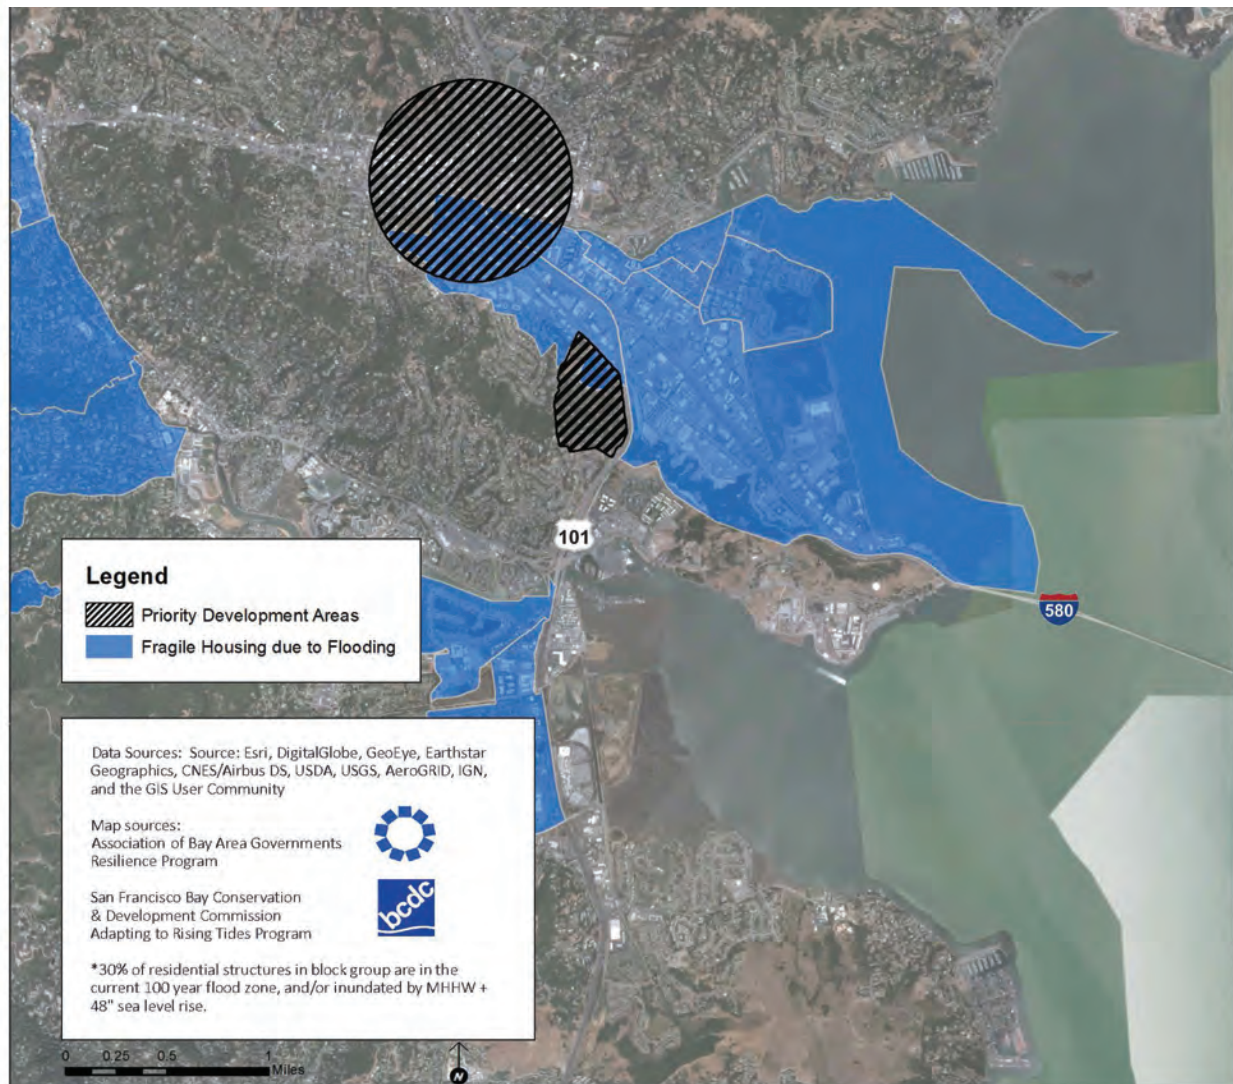 101
580
Legend
Priority Development Areas
Fragile Housing due to Flooding
Data Sources: Source: Esri, DigitalGlobe, GeoEye, Earthstar
Geographics, CNES/Airbus DS, USDA, USGS, AeroGRID, IGN,
and the GIS User Community
Map sources:
Association of Bay Area Governments
Resilience Program
San Francisco Bay Conservation
& Development Commission
Adapting to Rising Tides Program
bcdc
*30% of residential structures in block group are in the
current 100 year flood zone, and/or inundated by MHHW +
48" sea level rise.
0 0.25 0.5 1
Miles
N